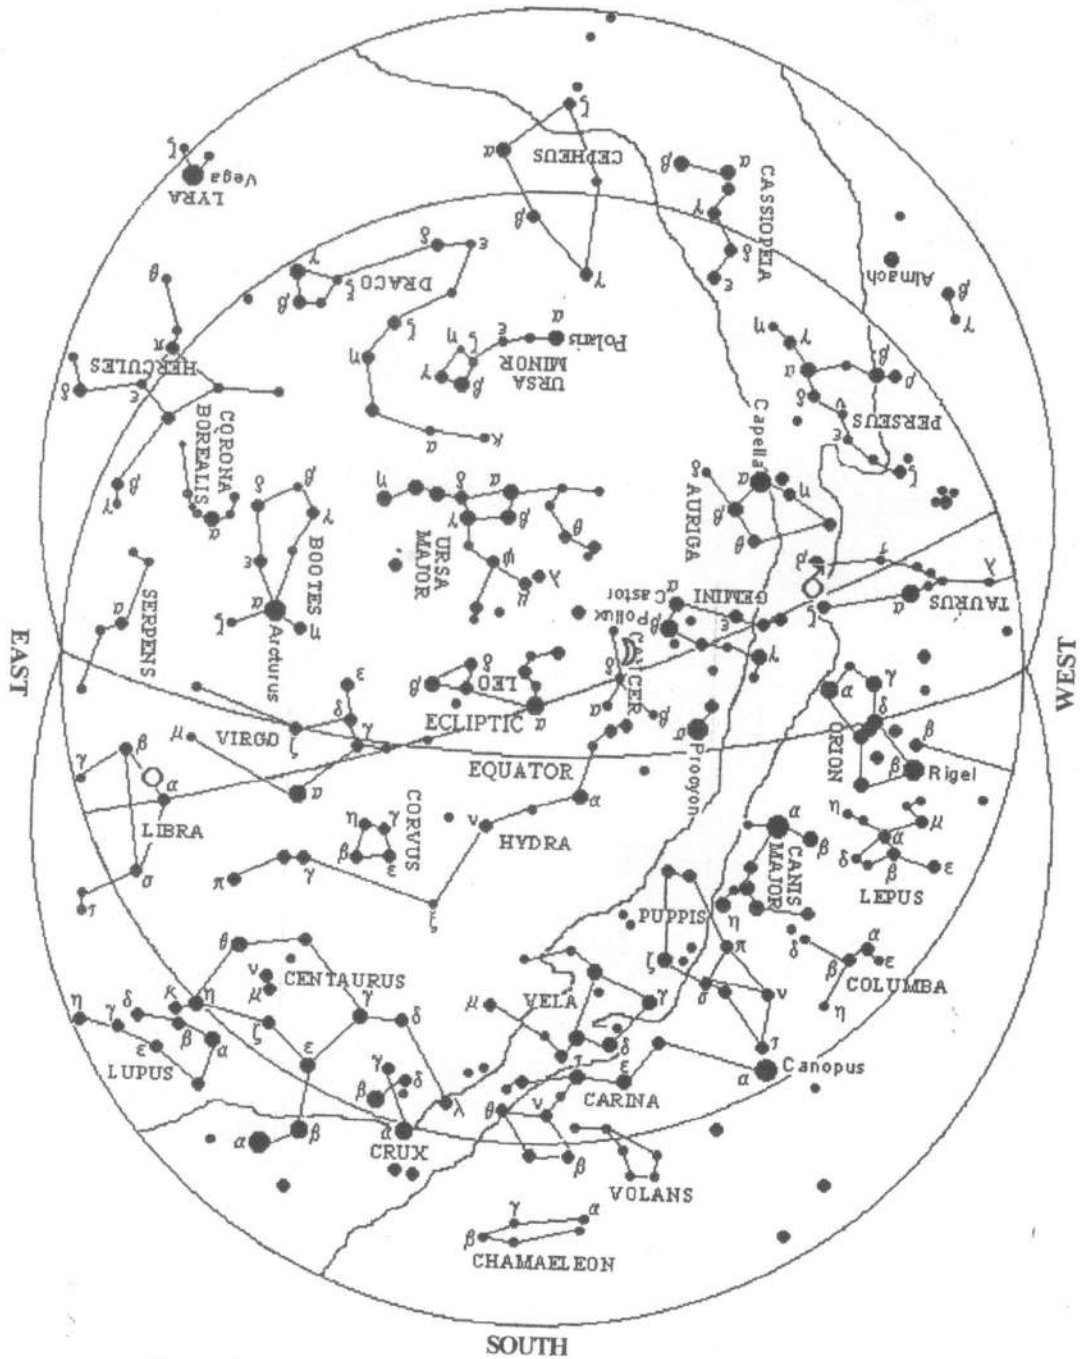 CEPHEUS
CASSIOPEIA
Vega
LYRA
DRACO
Almach
Polaris
URSA
MINOR
HERCULES
PERSEUS
CORONA
BOREALIS
Capella
AURIGA
URSA
MAJOR
BOOTES
Arcturus
SERPENS
GEMINI
Castor
Pollux
TAURUS
CANCER
EAST
WEST
LEO
ECLIPTIC
VIRGO
EQUATOR
Procyon
ORION
Rigel
LIBRA
CORVUS
HYDRA
CANIS
MAJOR
LEPUS
PUPPIS
CENTAURUS
VELA
COLUMBA
LUPUS
Canopus
CARINA
CRUX
VOLANS
CHAMAELEON
SOUTH